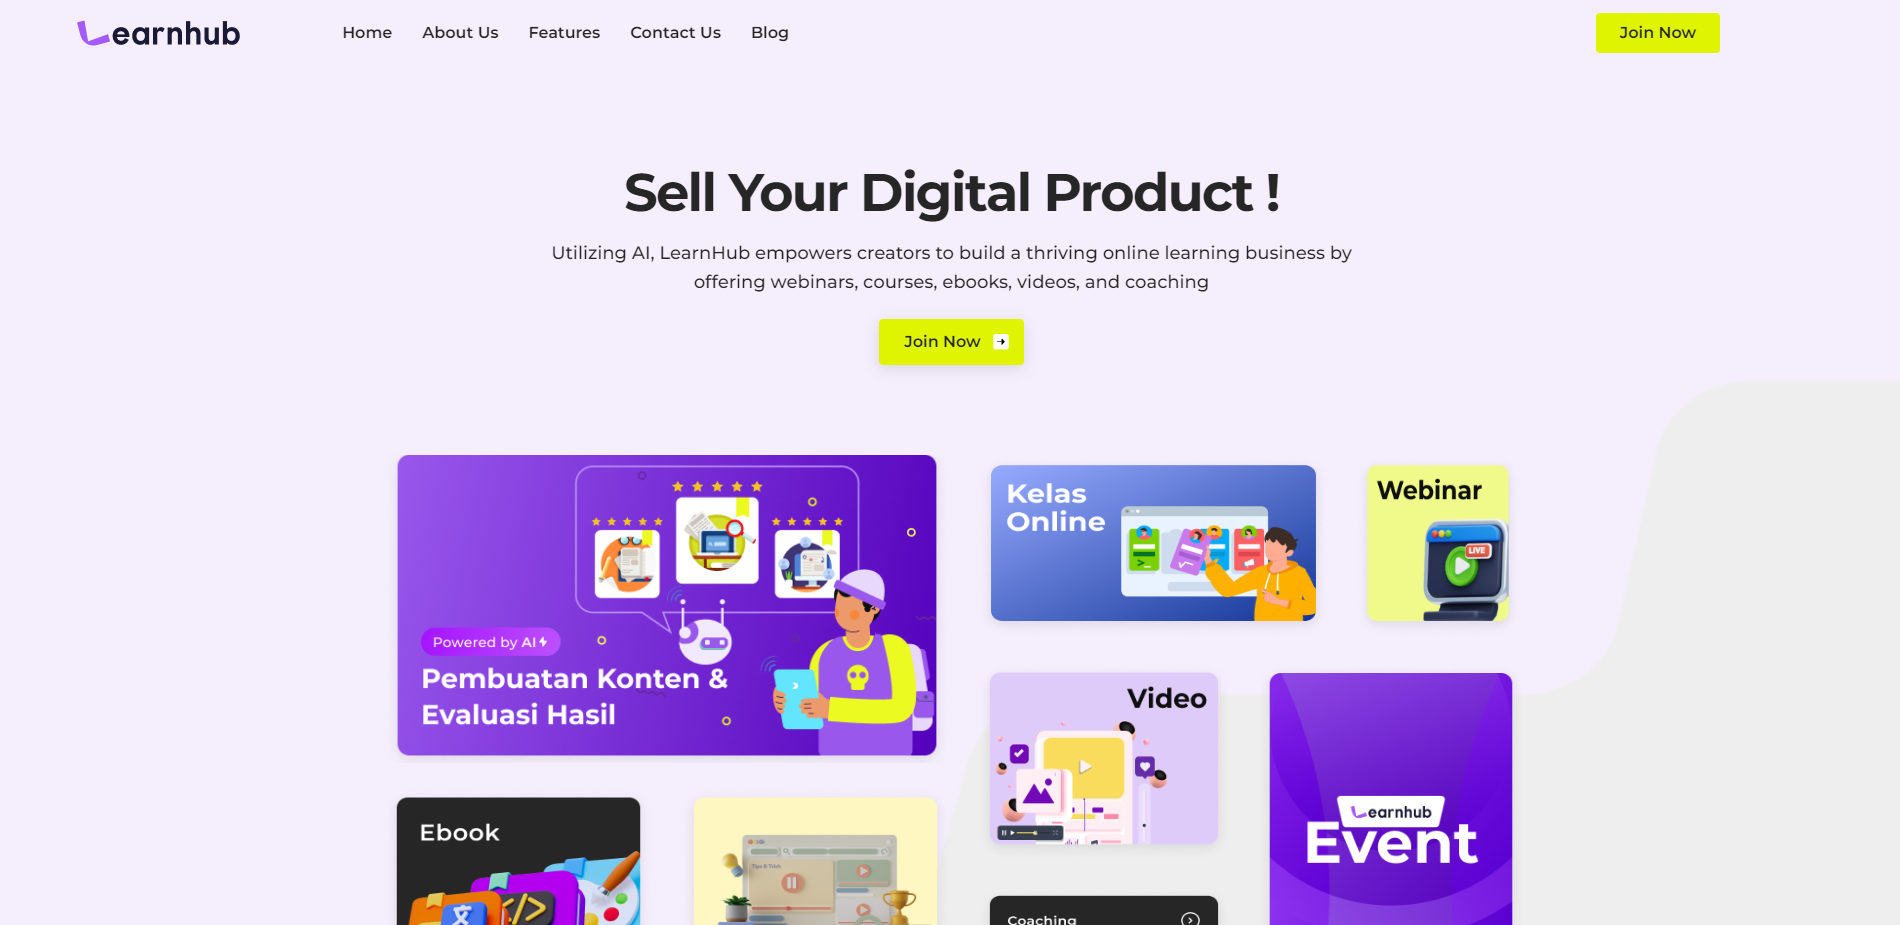 Learnhub
Home
About Us
Features
Contact Us
Blog
Join Now
Sell Your Digital Product !
Utilizing AI, LearnHub empowers creators to build a thriving online learning business by
offering webinars, courses, ebooks, videos, and coaching
Join Now
Powered by AI
Pembuatan Konten &
Evaluasi Hasil
Kelas
Online
Webinar
LIVE
Video
Learnhub
Event
Ebook
Tips & Trick
Coaching